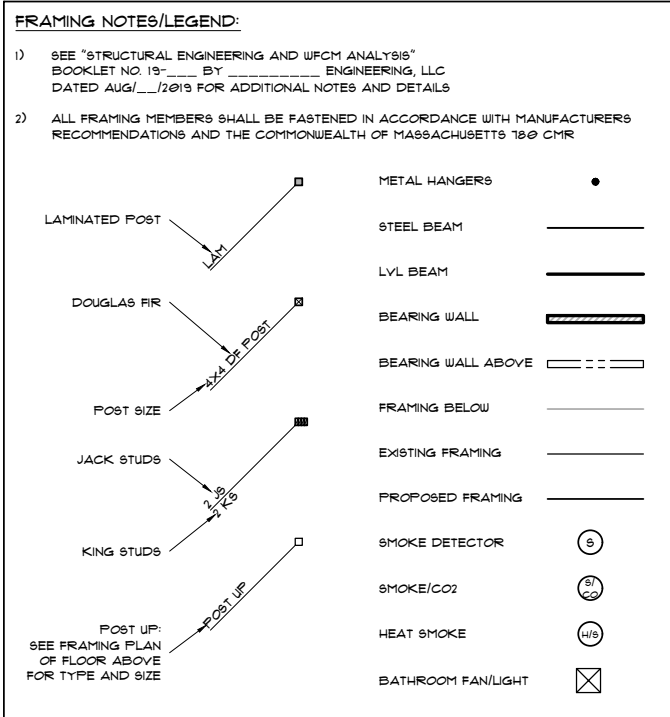 FRAMING NOTES/LEGEND:
1) SEE "STRUCTURAL ENGINEERING AND WFCM ANALYSIS"
BOOKLET NO. 19-___ BY _________ ENGINEERING, LLC
DATED AUG/__/2019 FOR ADDITIONAL NOTES AND DETAILS
2) ALL FRAMING MEMBERS SHALL BE FASTENED IN ACCORDANCE WITH MANUFACTURERS
RECOMMENDATIONS AND THE COMMONWEALTH OF MASSACHUSETTS 780 CMR
LAMINATED POST
LAM
DOUGLAS FIR
4X4 DF POST
POST SIZE
JACK STUDS
2 JS
2 KS
KING STUDS
POST UP
POST UP:
SEE FRAMING PLAN
OF FLOOR ABOVE
FOR TYPE AND SIZE
METAL HANGERS
STEEL BEAM
LVL BEAM
BEARING WALL
BEARING WALL ABOVE
FRAMING BELOW
EXISTING FRAMING
PROPOSED FRAMING
SMOKE DETECTOR
S
SMOKE/CO2
S/
CO
HEAT SMOKE
H/S
BATHROOM FAN/LIGHT